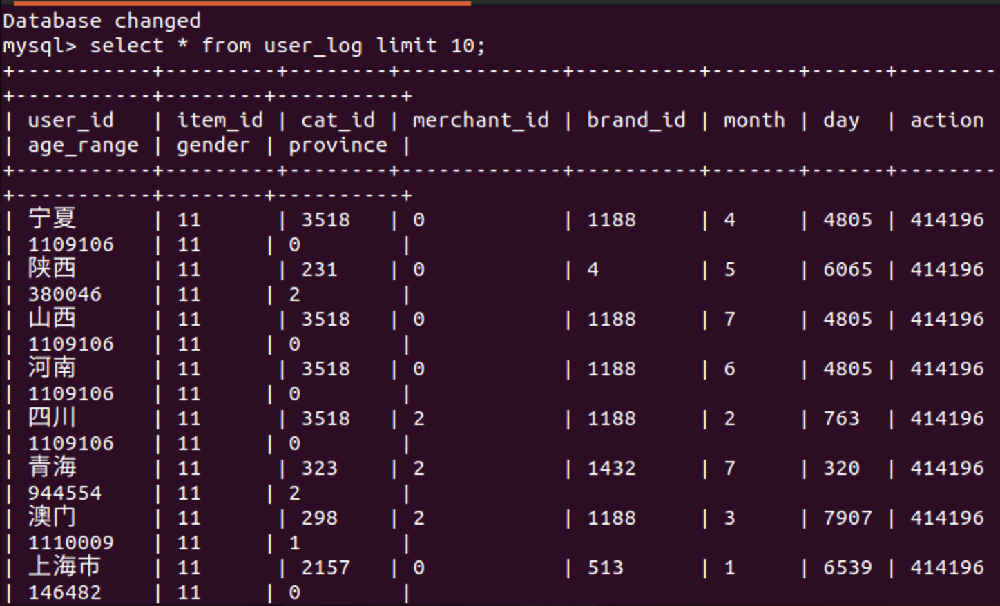 Database changed
mysql> select * from user_log limit 10;
+-----------+---------+--------+-------------+----------+-------+------+--------
+-----------+--------+----------+
| user_id   | item_id | cat_id | merchant_id | brand_id | month | day  | action
| age_range | gender | province |
+-----------+---------+--------+-------------+----------+-------+------+--------
+-----------+--------+----------+
| 宁夏      | 11      | 3518   | 0           | 1188     | 4     | 4805 | 414196
| 1109106   | 11     | 0        |
| 陕西      | 11      | 231    | 0           | 4        | 5     | 6065 | 414196
| 380046    | 11     | 2        |
| 山西      | 11      | 3518   | 0           | 1188     | 7     | 4805 | 414196
| 1109106   | 11     | 0        |
| 河南      | 11      | 3518   | 0           | 1188     | 6     | 4805 | 414196
| 1109106   | 11     | 0        |
| 四川      | 11      | 3518   | 2           | 1188     | 2     | 763  | 414196
| 1109106   | 11     | 0        |
| 青海      | 11      | 323    | 2           | 1432     | 7     | 320  | 414196
| 944554    | 11     | 2        |
| 澳门      | 11      | 298    | 2           | 1188     | 3     | 7907 | 414196
| 1110009   | 11     | 1        |
| 上海市    | 11      | 2157   | 0           | 513      | 1     | 6539 | 414196
| 146482    | 11     | 0        |